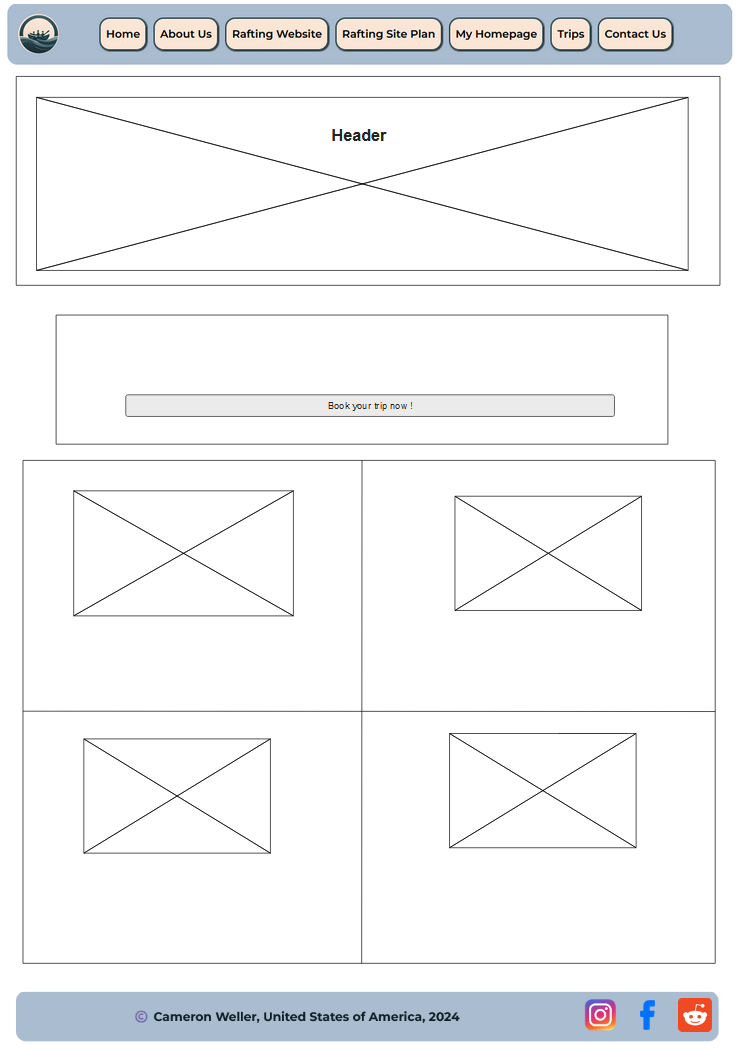 Home About Us Rafting Website Rafting Site Plan My Homepage Trips Contact Us
Header
Book your trip now !
© Cameron Weller, United States of America, 2024